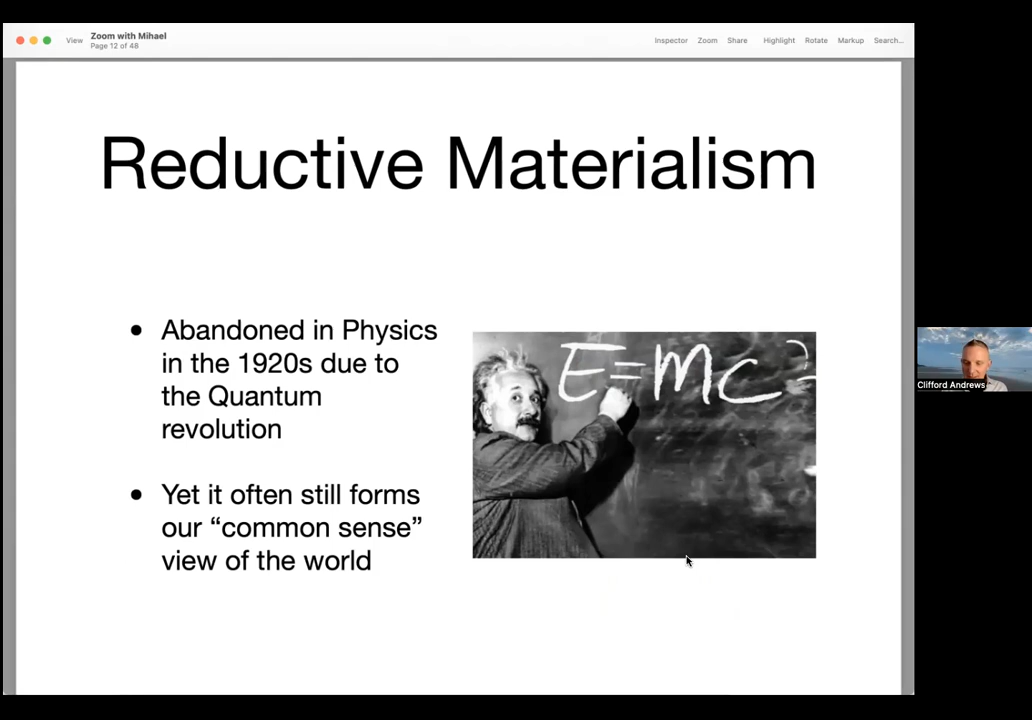 View
Zoom with Mihael
Page 12 of 48
Inspector
Zoom
Share
Highlight
Rotate
Markup
Search...
Reductive Materialism
• Abandoned in Physics
in the 1920s due to
the Quantum
revolution
• Yet it often still forms
our “common sense”
view of the world
E=mc²=
Clifford Andrews